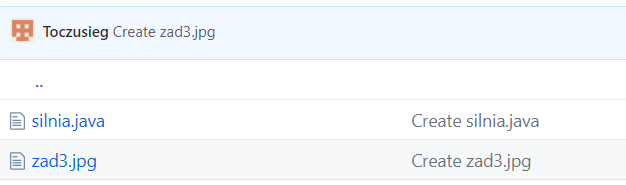 Toczusieg Create zad3.jpg
..
silnia.java Create silnia.java
zad3.jpg Create zad3.jpg